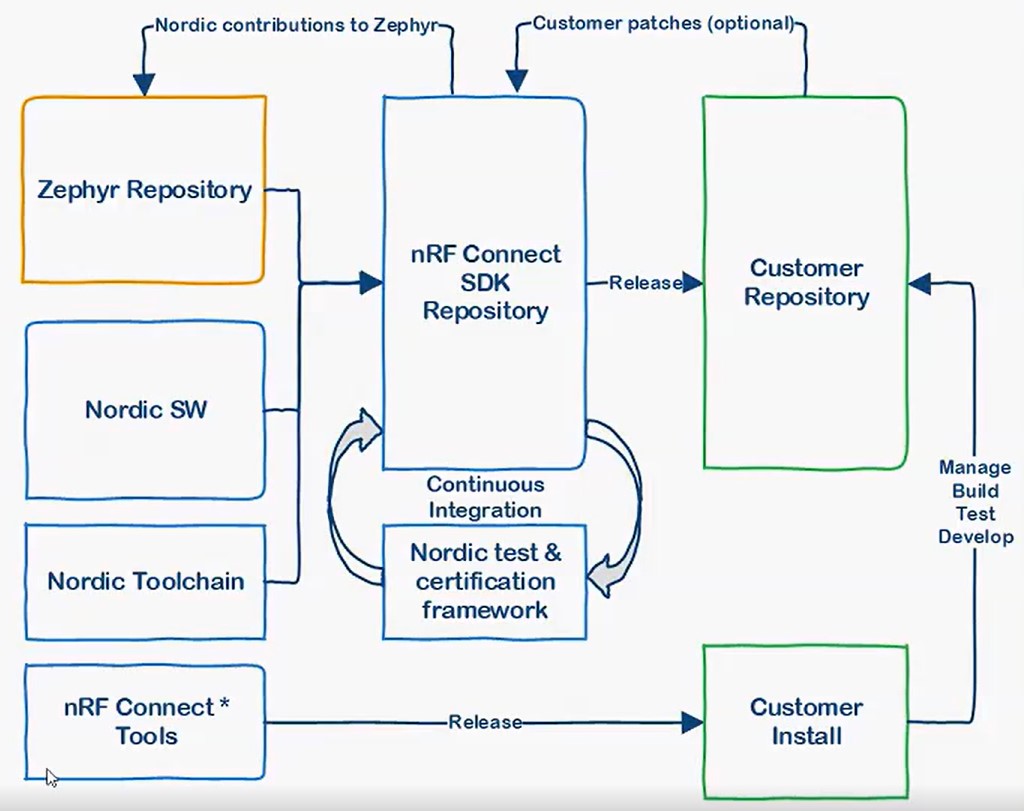 Nordic contributions to Zephyr
Customer patches (optional)
Zephyr Repository
nRF Connect
SDK
Repository
Release
Customer
Repository
Nordic SW
Continuous
Integration
Manage
Build
Test
Develop
Nordic Toolchain
Nordic test &
certification
framework
nRF Connect *
Tools
Release
Customer
Install